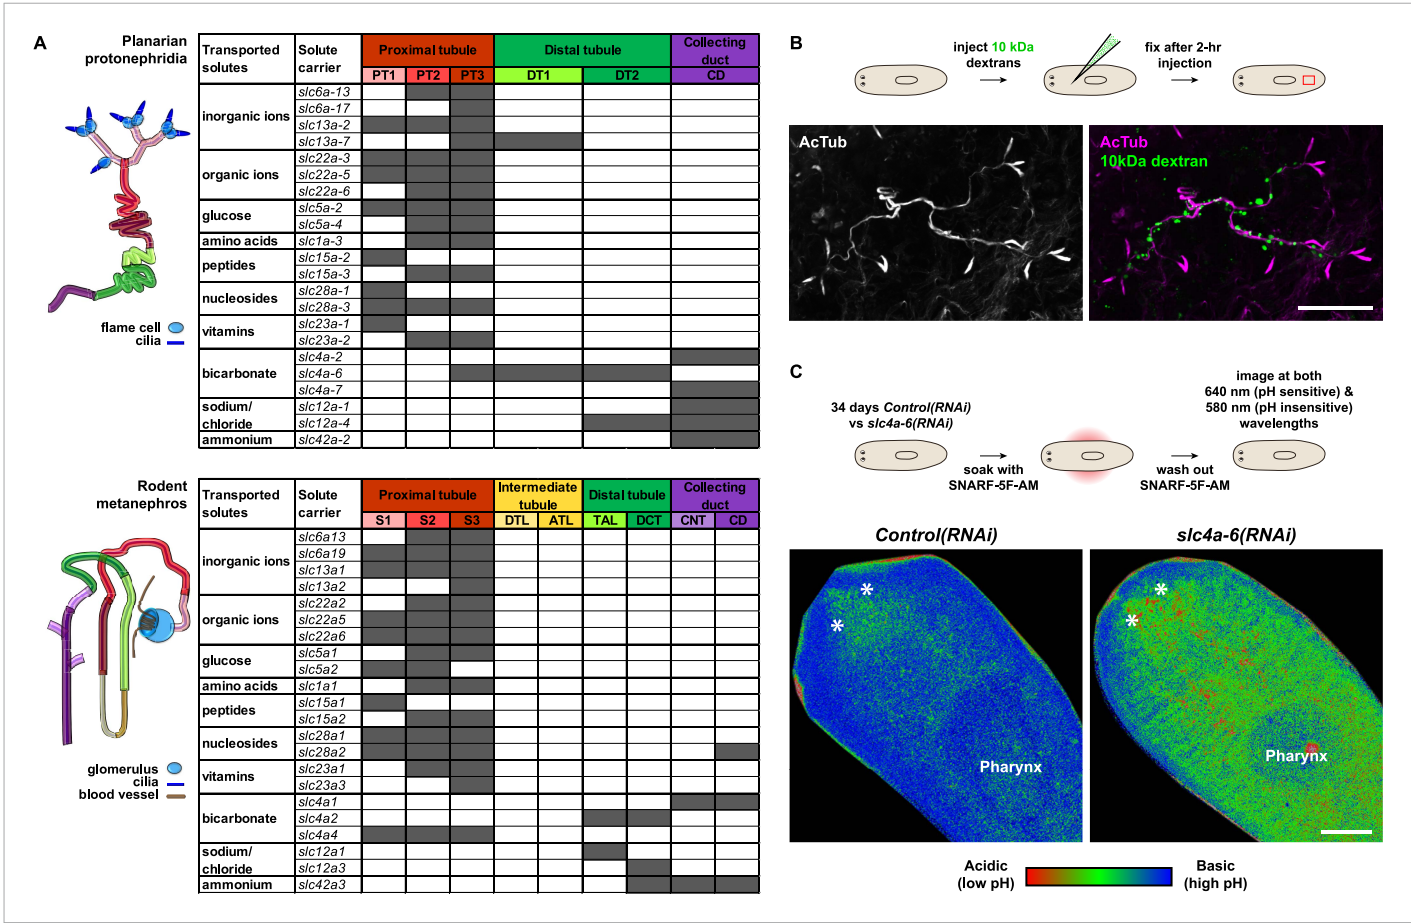 A
Planarian
protonephridia
flame cell
cilia
Transported
solutes
Solute
carrier
Proximal tubule
Distal tubule
Collecting
duct
PT1 PT2 PT3 DT1 DT2 CD
inorganic ions
slc6a-13
slc6a-17
slc13a-2
slc13a-7
organic ions
slc22a-3
slc22a-5
slc22a-6
glucose
slc5a-2
slc5a-4
amino acids slc1a-3
peptides
slc15a-2
slc15a-3
nucleosides
slc28a-1
slc28a-3
vitamins
slc23a-1
slc23a-2
bicarbonate
slc4a-2
slc4a-6
slc4a-7
sodium/
chloride
slc12a-1
slc12a-4
ammonium slc42a-2
Rodent
metanephros
glomerulus
cilia
blood vessel
Transported
solutes
Solute
carrier
Proximal tubule
Intermediate
tubule
Distal tubule
Collecting
duct
S1 S2 S3 DTL ATL TAL DCT CNT CD
inorganic ions
slc6a13
slc6a19
slc13a1
slc13a2
organic ions
slc22a2
slc22a5
slc22a6
glucose
slc5a1
slc5a2
amino acids slc1a1
peptides
slc15a1
slc15a2
nucleosides
slc28a1
slc28a2
vitamins
slc23a1
slc23a3
bicarbonate
slc4a1
slc4a2
slc4a4
sodium/
chloride
slc12a1
slc12a3
ammonium slc42a3
B
inject 10 kDa
dextrans
fix after 2-hr
injection
AcTub
AcTub
10kDa dextran
C
34 days Control(RNAi)
vs slc4a-6(RNAi)
soak with
SNARF-5F-AM
wash out
SNARF-5F-AM
image at both
640 nm (pH sensitive) &
580 nm (pH insensitive)
wavelengths
Control(RNAi)
slc4a-6(RNAi)
*
*
Pharynx
*
*
Pharynx
Acidic
(low pH)
Basic
(high pH)